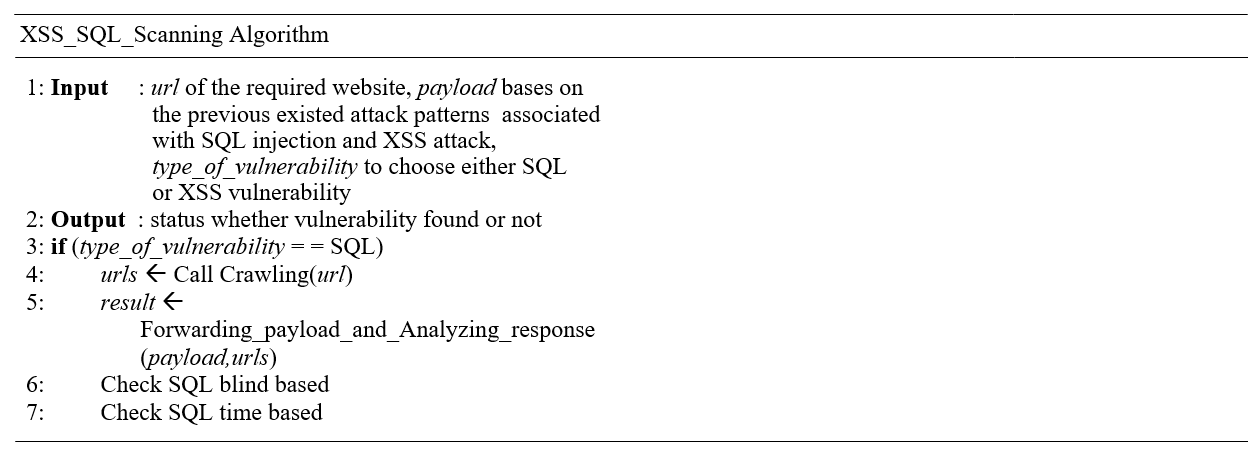 XSS_SQL_Scanning Algorithm
1: Input : url of the required website, payload bases on
the previous existed attack patterns associated
with SQL injection and XSS attack,
type_of_vulnerability to choose either SQL
or XSS vulnerability
2: Output : status whether vulnerability found or not
3: if (type_of_vulnerability = = SQL)
4: urls ← Call Crawling(url)
5: result ←
Forwarding_payload_and_Analyzing_response
(payload,urls)
6: Check SQL blind based
7: Check SQL time based